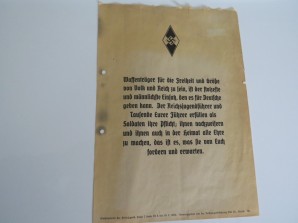 Waffenträger für die Freiheit und Größe
von Volk und Reich zu sein, ist der stolzeste
und männlichste Einsatz, den es für Deutsche
geben kann. Der Reichsjugendführer und
Tausende Eurer Führer erfüllen als
Soldaten ihre Pflicht, ihnen nachzueifern
und ihnen auch in der Heimat alle Ehre
zu machen, das ist es, was sie von Euch
fordern und erwarten.